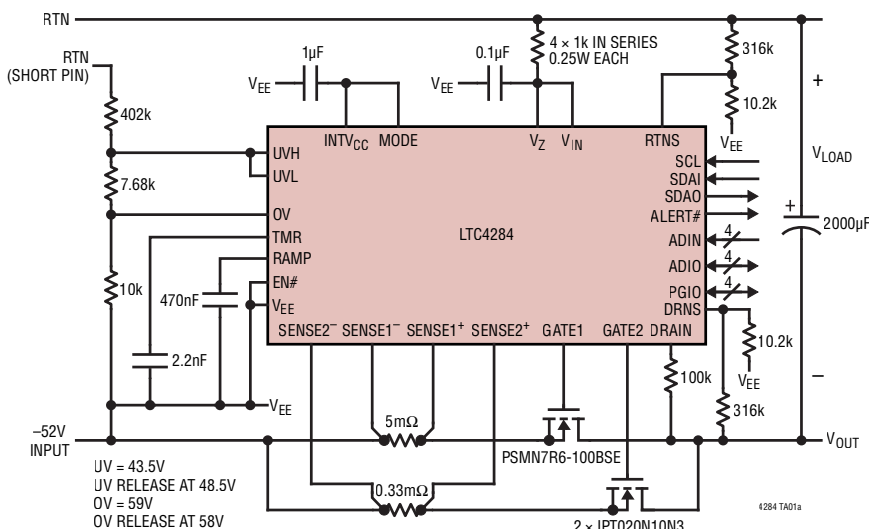 RTN
RTN
(SHORT PIN)
402k
7.68k
10k
1µF
VEE
0.1µF
VEE
4 × 1k IN SERIES
0.25W EACH
316k
10.2k
VEE
+
VLOAD
+
2000µF
−
INTVCC
MODE
VZ
VIN
RTNS
UVH
UVL
OV
TMR
RAMP
EN#
VEE
LTC4284
SCL
SDAI
SDAO
ALERT#
ADIN
4
ADIO
4
PGIO
4
DRNS
SENSE2−
SENSE1−
SENSE1+
SENSE2+
GATE1
GATE2
DRAIN
470nF
2.2nF
VEE
10.2k
VEE
100k
316k
5mΩ
PSMN7R6-100BSE
−52V
INPUT
VOUT
UV = 43.5V
UV RELEASE AT 48.5V
OV = 59V
OV RELEASE AT 58V
0.33mΩ
2 × IPT020N10N3
4284 TA01a